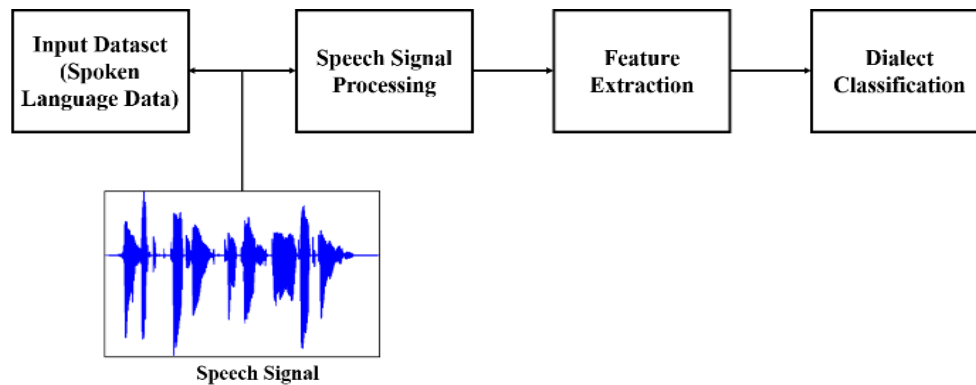 Input Dataset
(Spoken
Language Data)
Speech Signal
Processing
Feature
Extraction
Dialect
Classification
Speech Signal